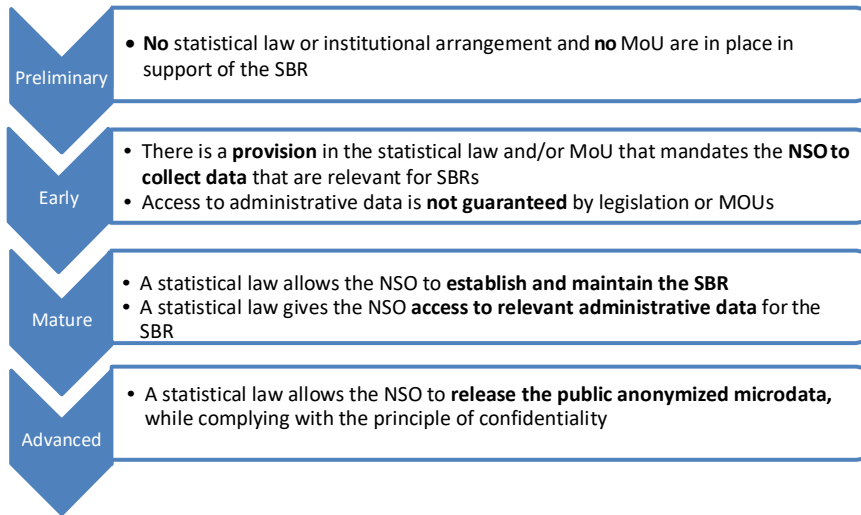 Preliminary
• No statistical law or institutional arrangement and no MoU are in place in
support of the SBR
Early
• There is a provision in the statistical law and/or MoU that mandates the NSO to
collect data that are relevant for SBRs
• Access to administrative data is not guaranteed by legislation or MOUs
Mature
• A statistical law allows the NSO to establish and maintain the SBR
• A statistical law gives the NSO access to relevant administrative data for the
SBR
Advanced
• A statistical law allows the NSO to release the public anonymized microdata,
while complying with the principle of confidentiality